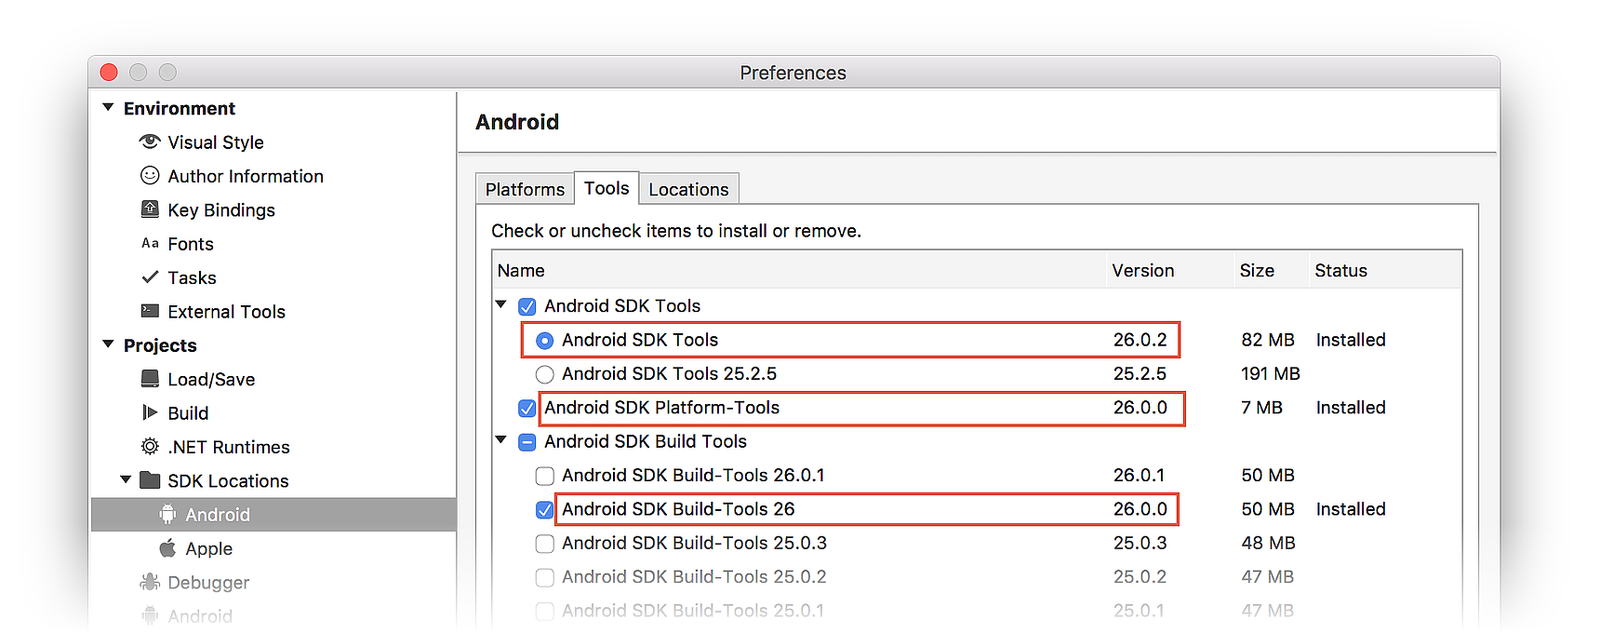 Preferences
Environment
Visual Style
Author Information
Key Bindings
Aa Fonts
Tasks
External Tools
Projects
Load/Save
Build
.NET Runtimes
SDK Locations
Android
Apple
Debugger
Android
Android
Platforms Tools Locations
Check or uncheck items to install or remove.
Name Version Size Status
Android SDK Tools
Android SDK Tools 26.0.2 82 MB Installed
Android SDK Tools 25.2.5 25.2.5 191 MB
Android SDK Platform-Tools 26.0.0 7 MB Installed
Android SDK Build Tools
Android SDK Build-Tools 26.0.1 26.0.1 50 MB
Android SDK Build-Tools 26 26.0.0 50 MB Installed
Android SDK Build-Tools 25.0.3 25.0.3 48 MB
Android SDK Build-Tools 25.0.2 25.0.2 47 MB
Android SDK Build-Tools 25.0.1 25.0.1 47 MB